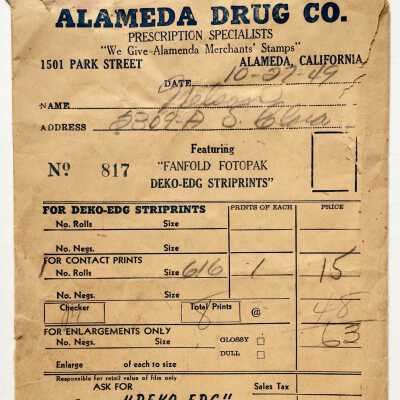 ALAMEDA DRUG CO.
PRESCRIPTION SPECIALISTS
"We Give-Alamenda Merchants' Stamps"
1501 PARK STREET ALAMEDA, CALIFORNIA
DATE 10-27-49
NAME
ADDRESS S. Clara
Featuring
No 817 "FANFOLD FOTOPAK
DEKO-EDG STRIPRINTS"
FOR DEKO-EDG STRIPRINTS PRINTS OF EACH PRICE
No. Rolls Size
No. Negs. Size
FOR CONTACT PRINTS
No. Rolls Size 616 1 15
No. Negs. Size
Checker Total Prints 8 @ 48
FOR ENLARGEMENTS ONLY 63
No. Negs. Size GLOSSY
DULL
Enlarge of each to size
Responsible for retail value of film only
ASK FOR Sales Tax
"DEKO-EDG"